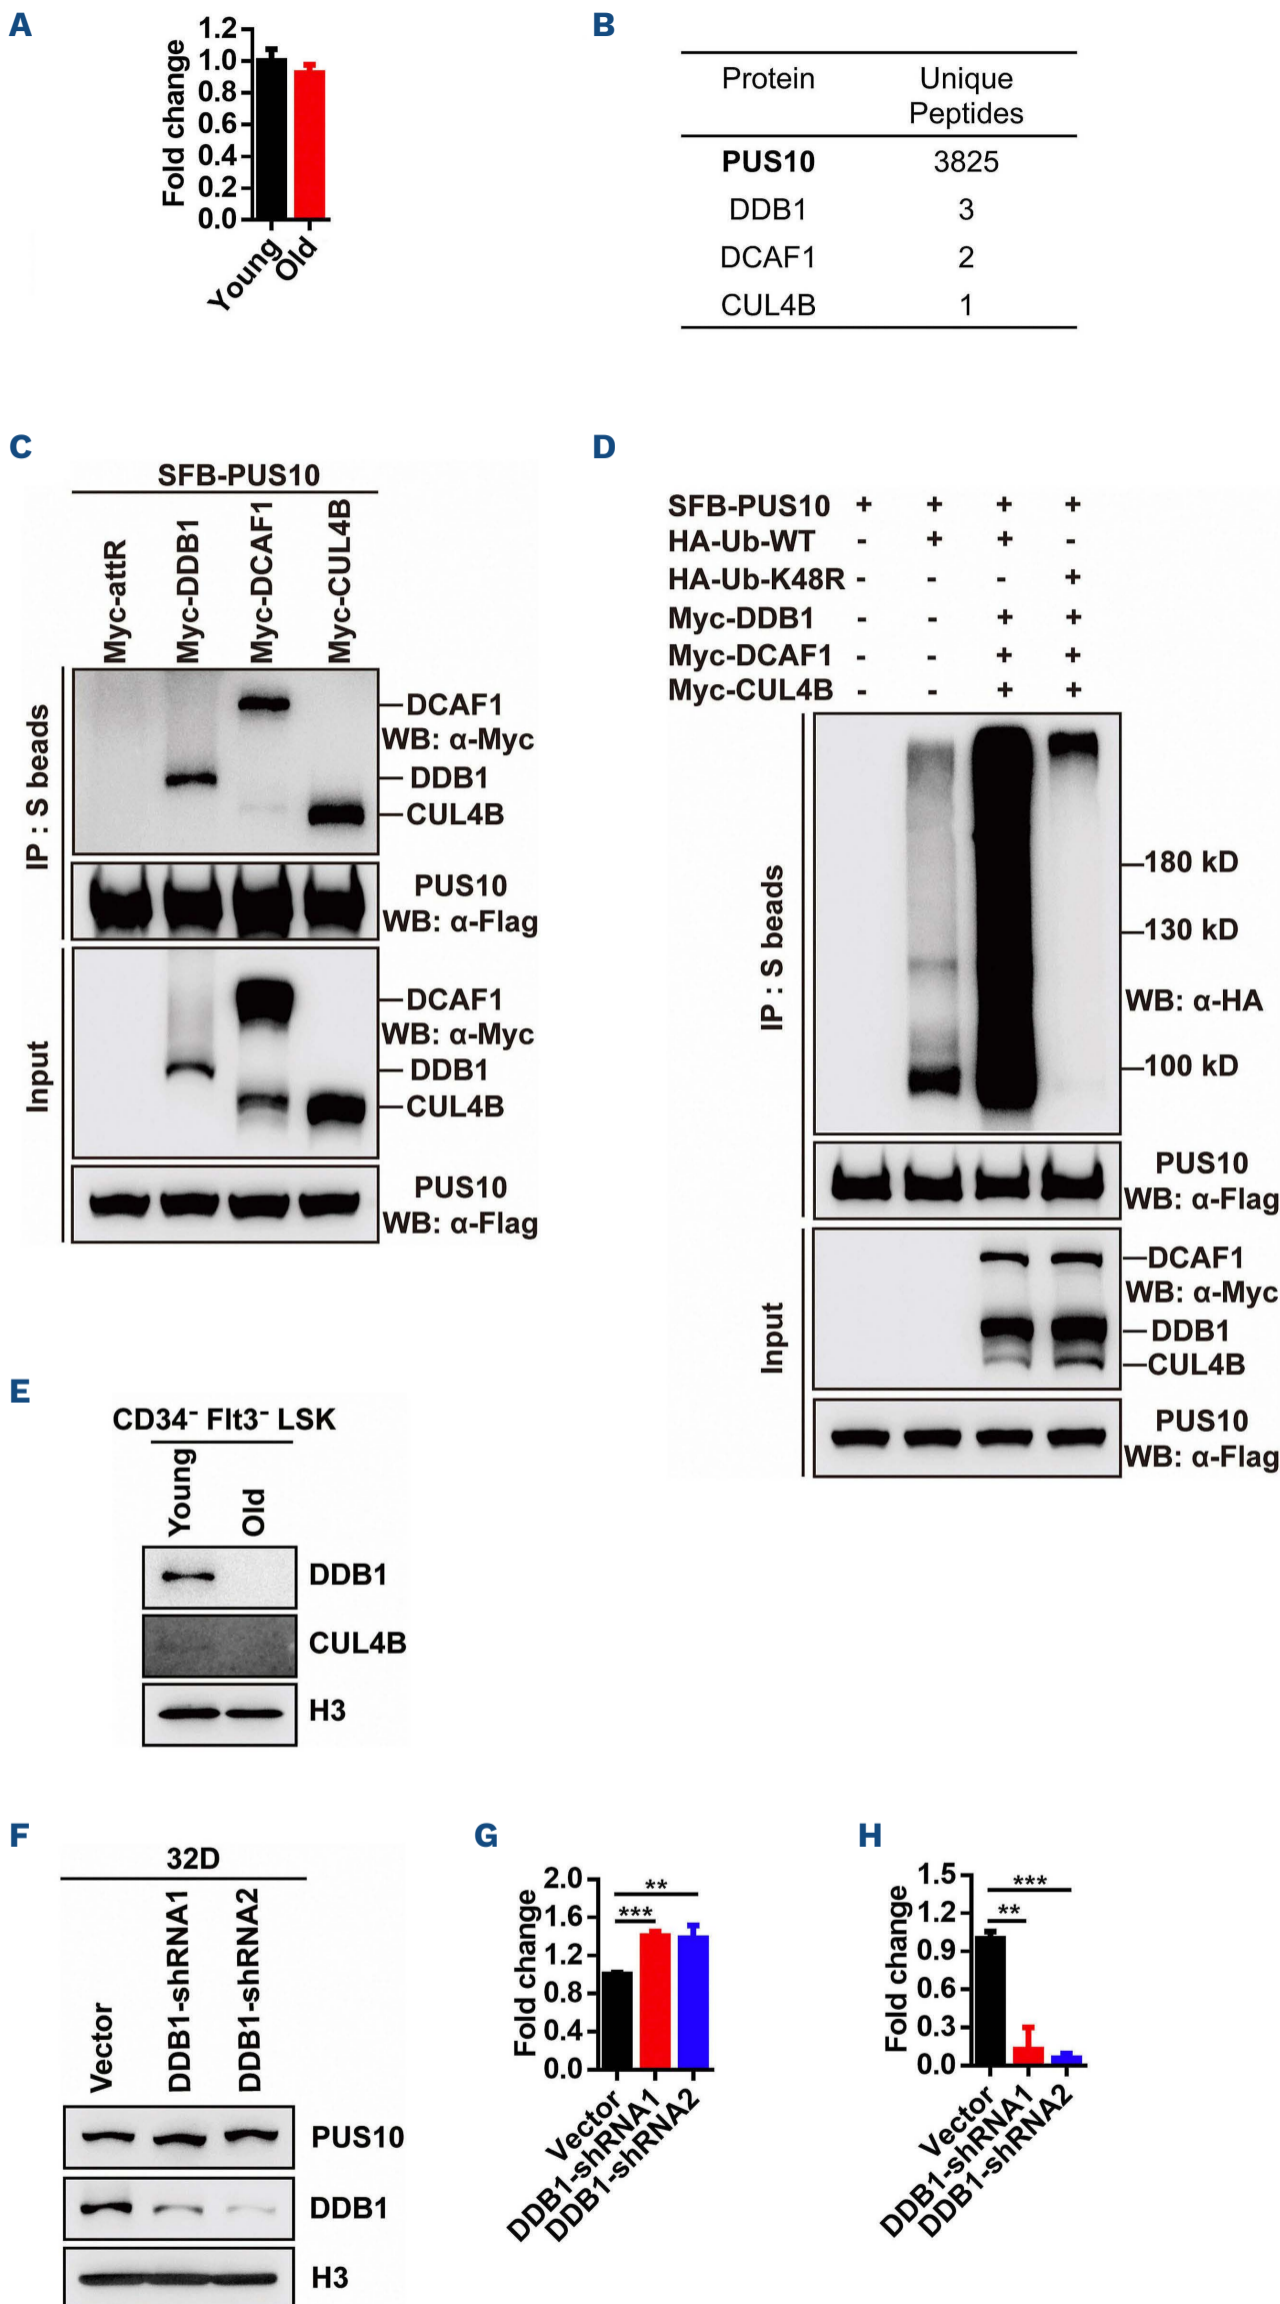 A
Fold change
1.2
1.0
0.8
0.6
0.4
0.2
0.0
Young
Old
B
Protein Unique Peptides
PUS10 3825
DDB1 3
DCAF1 2
CUL4B 1
C
SFB-PUS10
Myc-attR
Myc-DDB1
Myc-DCAF1
Myc-CUL4B
IP : S beads
DCAF1
WB: α-Myc
DDB1
CUL4B
PUS10
WB: α-Flag
Input
DCAF1
WB: α-Myc
DDB1
CUL4B
PUS10
WB: α-Flag
D
SFB-PUS10 + + + +
HA-Ub-WT - + + -
HA-Ub-K48R - - - +
Myc-DDB1 - - + +
Myc-DCAF1 - - + +
Myc-CUL4B - - + +
IP : S beads
180 kD
130 kD
WB: α-HA
100 kD
PUS10
WB: α-Flag
Input
DCAF1
WB: α-Myc
DDB1
CUL4B
PUS10
WB: α-Flag
E
CD34⁻ Flt3⁻ LSK
Young
Old
DDB1
CUL4B
H3
F
32D
Vector
DDB1-shRNA1
DDB1-shRNA2
PUS10
DDB1
H3
G
Fold change
2.0
1.6
1.2
0.8
0.4
0.0
**
***
Vector
DDB1-shRNA1
DDB1-shRNA2
H
Fold change
1.5
1.2
0.9
0.6
0.3
0.0
***
**
Vector
DDB1-shRNA1
DDB1-shRNA2